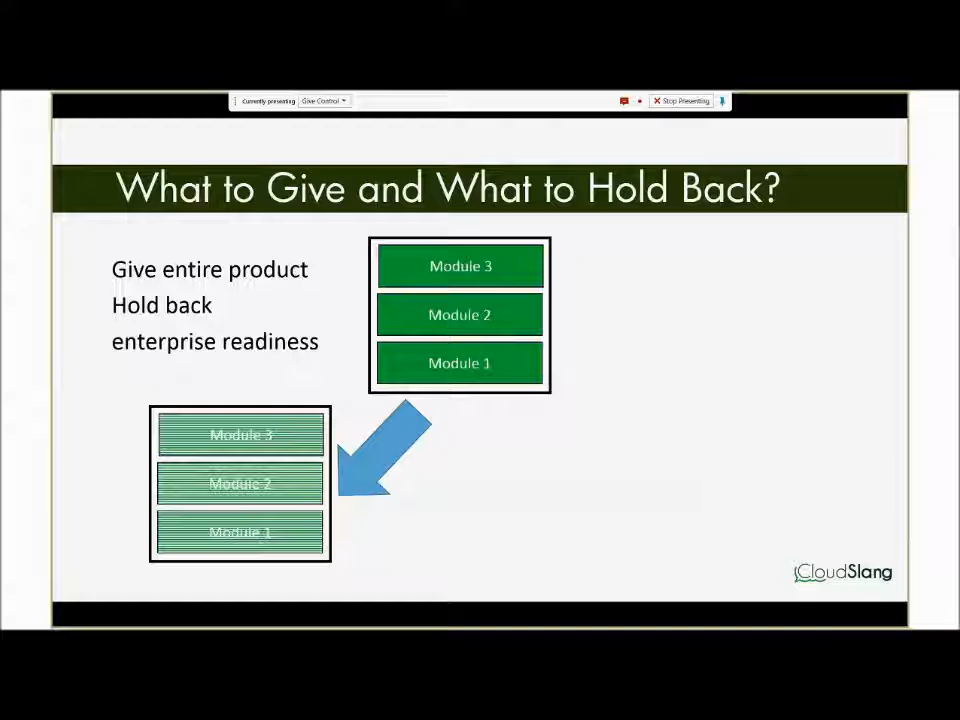 Currently presenting Give Control
Stop Presenting
What to Give and What to Hold Back?
Give entire product
Hold back
enterprise readiness
Module 3
Module 2
Module 1
Module 3
Module 2
Module 1
CloudSlang